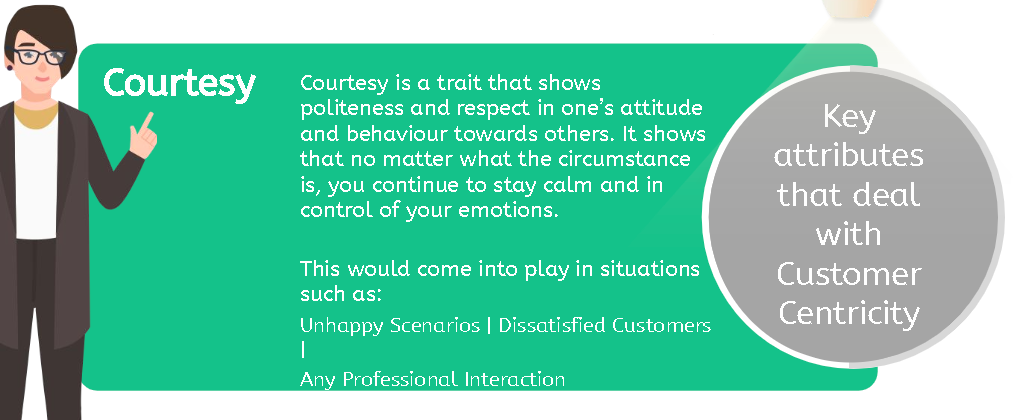 Courtesy
Courtesy is a trait that shows
politeness and respect in one’s attitude
and behaviour towards others. It shows
that no matter what the circumstance
is, you continue to stay calm and in
control of your emotions.
This would come into play in situations
such as:
Unhappy Scenarios | Dissatisfied Customers
|
Any Professional Interaction
Key
attributes
that deal
with
Customer
Centricity